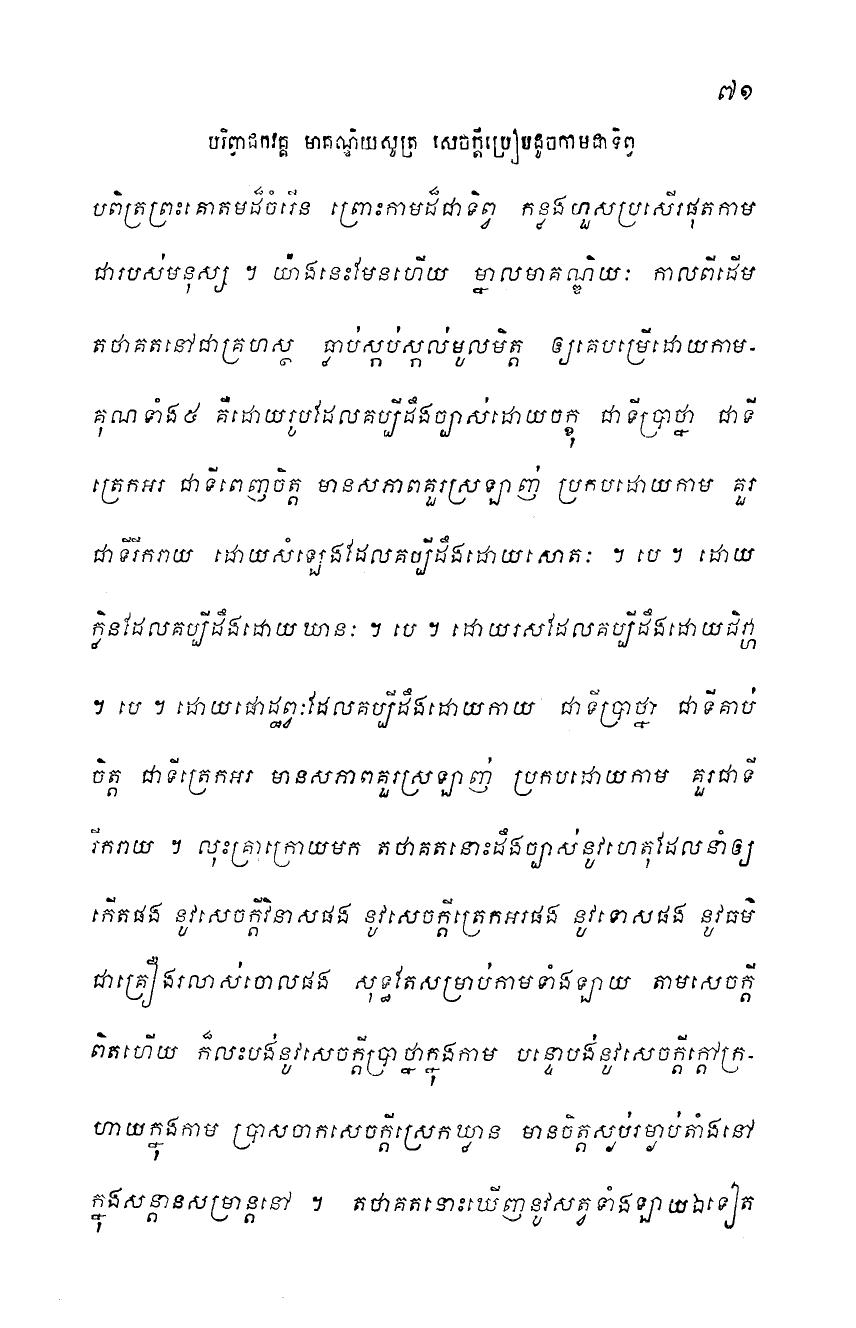 ៧១
បរិព្វាជកវគ្គ មាគណ្ឌិយសូត្រ សេចក្តីប្រៀបដូចកាមជាទិព្វ
បពិត្រព្រះគោតមដ៏ចំរើន ព្រោះកាមដ៏ជាទិព្វ កន្លងហួសប្រសើរផុតកាម
ជារបស់មនុស្ស ។ យ៉ាងនេះមែនហើយ ម្នាលមាគណ្ឌិយៈ កាលពីដើម
តថាគតនៅជាគ្រហស្ថ ធ្លាប់ស្កប់ស្កល់មូលមិត្ត ឲ្យគេបម្រើដោយកាម-
គុណទាំង៥ គឺដោយរូបដែលគប្បីដឹងច្បាស់ដោយចក្ខុ ជាទីប្រាថ្នា ជាទី
ត្រេកអរ ជាទីពេញចិត្ត មានសភាពគួរស្រឡាញ់ ប្រកបដោយកាម គួរ
ជាទីរីករាយ ដោយសំឡេងដែលគប្បីដឹងដោយសោតៈ ។ បេ ។ ដោយ
ក្លិនដែលគប្បីដឹងដោយឃានៈ ។ បេ ។ ដោយរសដែលគប្បីដឹងដោយជិវ្ហា
។ បេ ។ ដោយផោដ្ឋព្វៈដែលគប្បីដឹងដោយកាយ ជាទីប្រាថ្នា ជាទីគាប់
ចិត្ត ជាទីត្រេកអរ មានសភាពគួរស្រឡាញ់ ប្រកបដោយកាម គួរជាទី
រីករាយ ។ លុះគ្រាក្រោយមក តថាគតនោះដឹងច្បាស់នូវហេតុដែលនាំឲ្យ
កើតផង នូវសេចក្តីវិនាសផង នូវសេចក្តីត្រេកអរផង នូវទោសផង នូវធម៌
ជាគ្រឿងរលាស់ចោលផង សុទ្ធតែសម្រាប់កាមទាំងឡាយ តាមសេចក្តី
ពិតហើយ ក៏លះបង់នូវសេចក្តីប្រាថ្នាក្នុងកាម បន្ទោបង់នូវសេចក្តីក្តៅក្រ-
ហាយក្នុងកាម ប្រាសចាកសេចក្តីស្រេកឃ្លាន មានចិត្តស្ងប់រម្ងាប់តាំងនៅ
ក្នុងសន្តានសម្រាន្តនៅ ។ តថាគតនោះឃើញនូវសត្វទាំងឡាយឯទៀត